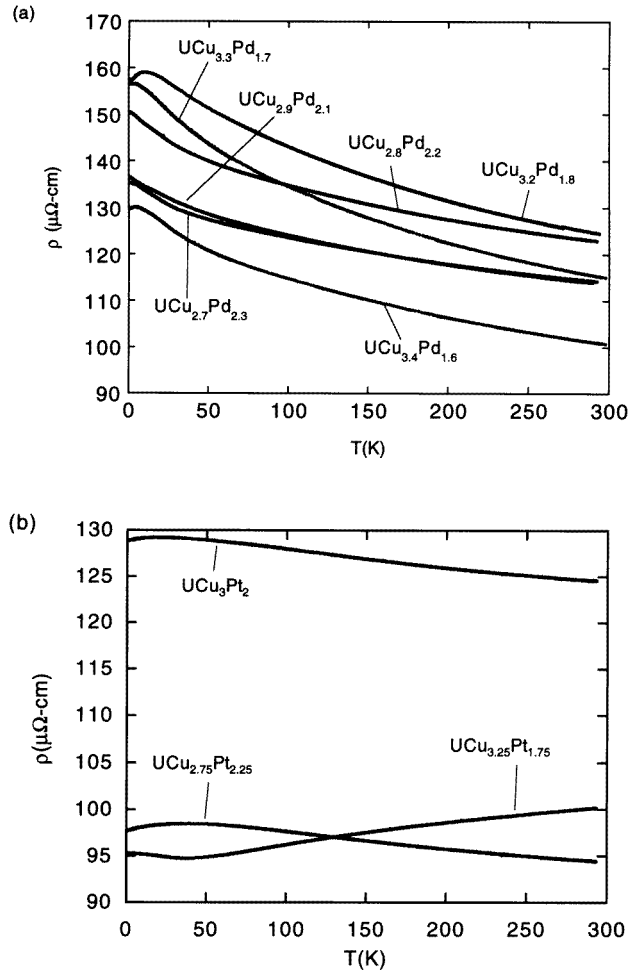 (a)
170
160
150
140
130
120
110
100
90
ρ (μΩ-cm)
UCu₃.₃Pd₁.₇
UCu₂.₉Pd₂.₁
UCu₂.₈Pd₂.₂
UCu₃.₂Pd₁.₈
UCu₂.₇Pd₂.₃
UCu₃.₄Pd₁.₆
0 50 100 150 200 250 300
T(K)
(b)
130
125
120
115
110
105
100
95
90
ρ(μΩ-cm)
UCu₃Pt₂
UCu₂.₇₅Pt₂.₂₅
UCu₃.₂₅Pt₁.₇₅
0 50 100 150 200 250 300
T(K)